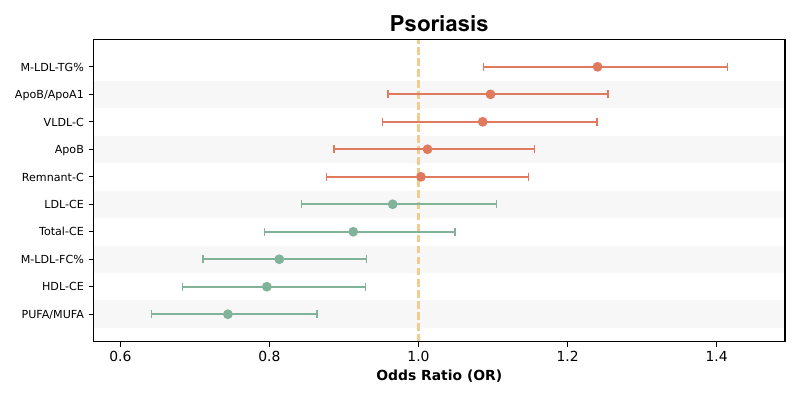 Psoriasis
M-LDL-TG%
ApoB/ApoA1
VLDL-C
ApoB
Remnant-C
LDL-CE
Total-CE
M-LDL-FC%
HDL-CE
PUFA/MUFA
0.6 0.8 1.0 1.2 1.4
Odds Ratio (OR)